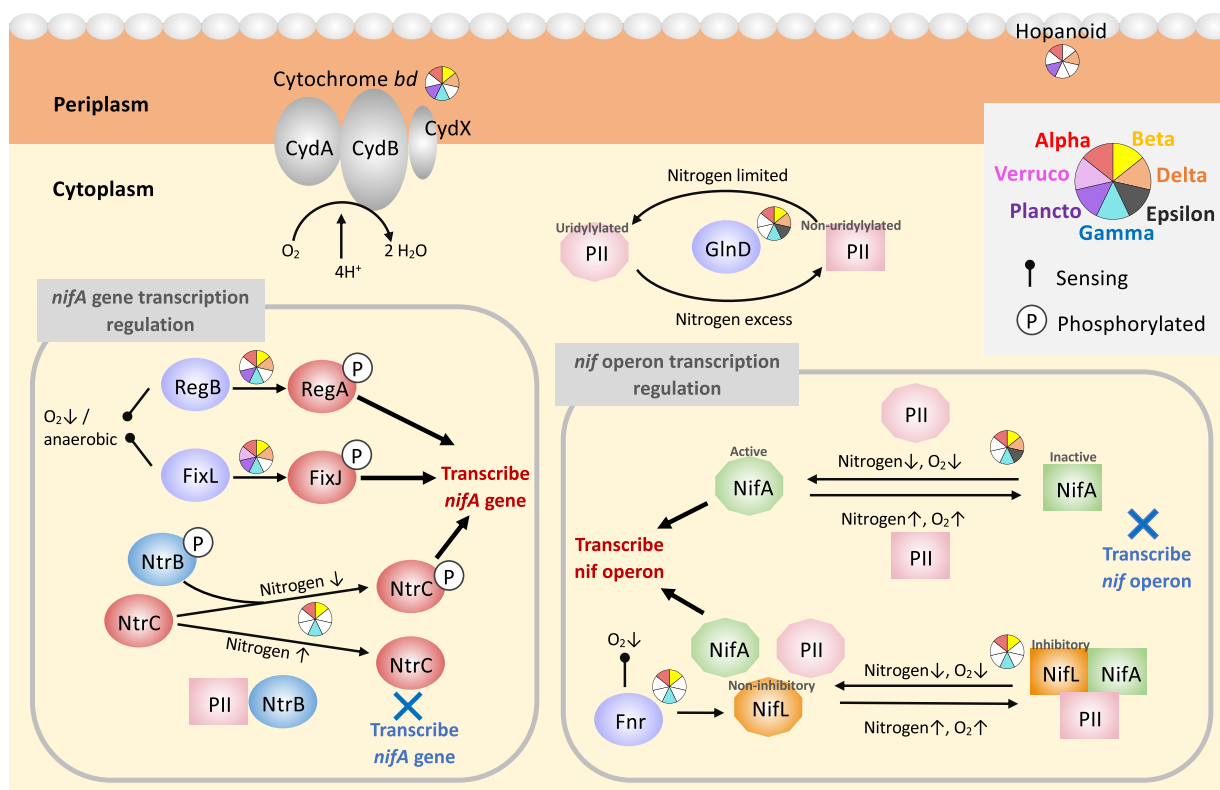 Hopanoid
Cytochrome bd
Periplasm
CydA
CydB
CydX
Cytoplasm
O₂
4H⁺
2 H₂O
Nitrogen limited
Uridylylated
PII
GlnD
Non-uridylylated
PII
Nitrogen excess
Alpha
Beta
Verruco
Delta
Plancto
Epsilon
Gamma
Sensing
P
Phosphorylated
nifA gene transcription
regulation
RegB
RegA
P
O₂↓ /
anaerobic
FixL
FixJ
P
Transcribe
nifA gene
NtrB
P
Nitrogen ↓
NtrC
P
NtrC
Nitrogen ↑
NtrC
PII
NtrB
Transcribe
nifA gene
nif operon transcription
regulation
PII
Active
NifA
Nitrogen↓, O₂↓
Inactive
NifA
Nitrogen↑, O₂↑
PII
Transcribe
nif operon
Transcribe
nif operon
O₂↓
Fnr
NifA
PII
Non-inhibitory
NifL
Nitrogen↓, O₂↓
Nitrogen↑, O₂↑
Inhibitory
NifL
NifA
PII